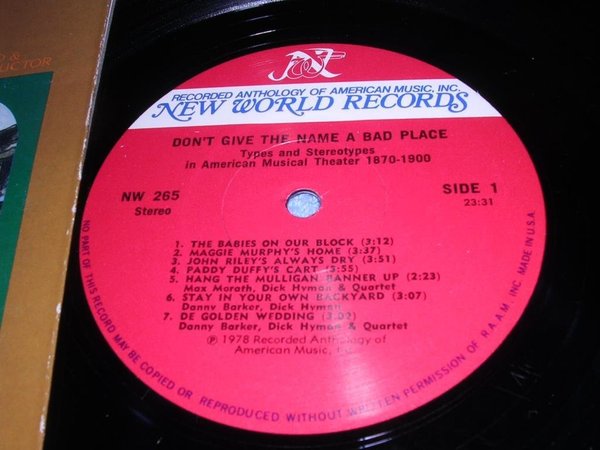 UCTOR
NF
RECORDED ANTHOLOGY OF AMERICAN MUSIC, INC.
NEW WORLD RECORDS
DON'T GIVE THE NAME A BAD PLACE
Types and Stereotypes
in American Musical Theater 1870-1900
NW 265
Stereo
SIDE 1
23:31
1. THE BABIES ON OUR BLOCK (3:12)
2. MAGGIE MURPHY'S HOME (3:37)
3. JOHN RILEY'S ALWAYS DRY (3:51)
4. PADDY DUFFY'S CART (5:55)
5. HANG THE MULLIGAN BANNER UP (2:23)
Max Morath, Dick Hyman & Quartet
6. STAY IN YOUR OWN BACKYARD (3:07)
Danny Barker, Dick Hyman
7. DE GOLDEN WEDDING (3:02)
Danny Barker, Dick Hyman & Quartet
℗ 1978 Recorded Anthology of
American Music, Inc.
NO PART OF THIS RECORD MAY BE COPIED OR REPRODUCED WITHOUT WRITTEN PERMISSION OF R.A.A.M. INC. MADE IN U.S.A.